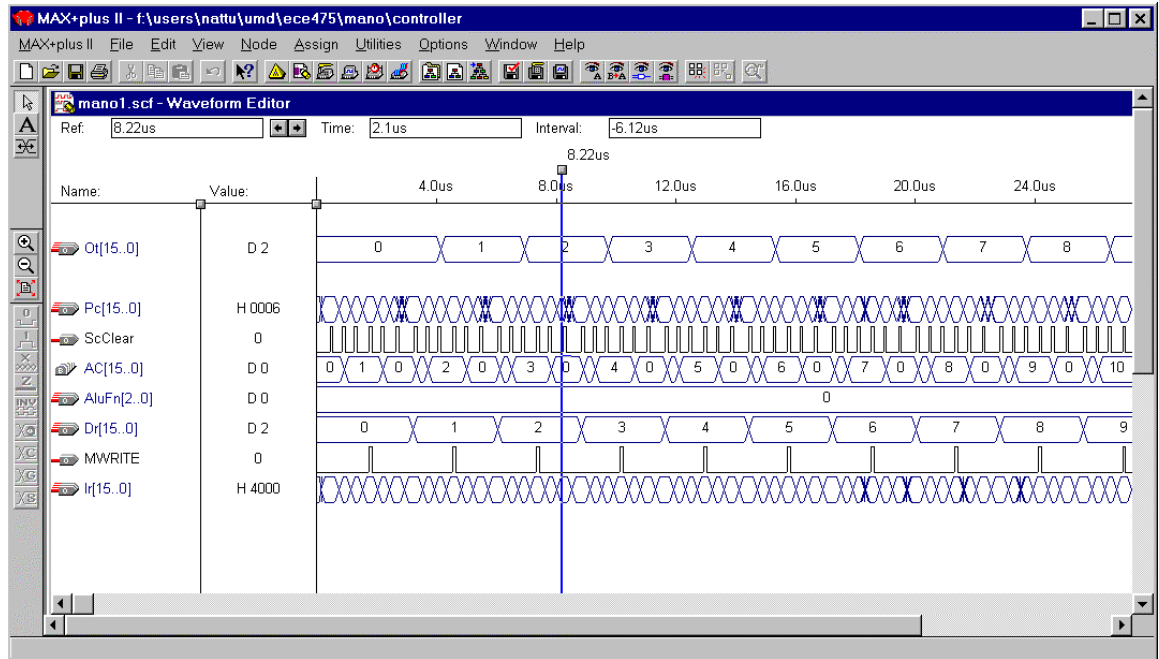 MAX+plus II - f:\users\nattu\umd\ece475\mano\controller
MAX+plus II File Edit View Node Assign Utilities Options Window Help
mano1.scf - Waveform Editor
Ref: 8.22us Time: 2.1us Interval: -6.12us
8.22us
Name: Value: 4.0us 8.0us 12.0us 16.0us 20.0us 24.0us
Ot[15..0] D 2 0 1 2 3 4 5 6 7 8
Pc[15..0] H 0006
ScClear 0
AC[15..0] D 0 0 1 0 2 0 3 0 4 0 5 0 6 0 7 0 8 0 9 0 10
AluFn[2..0] D 0 0
Dr[15..0] D 2 0 1 2 3 4 5 6 7 8 9
MWRITE 0
Ir[15..0] H 4000